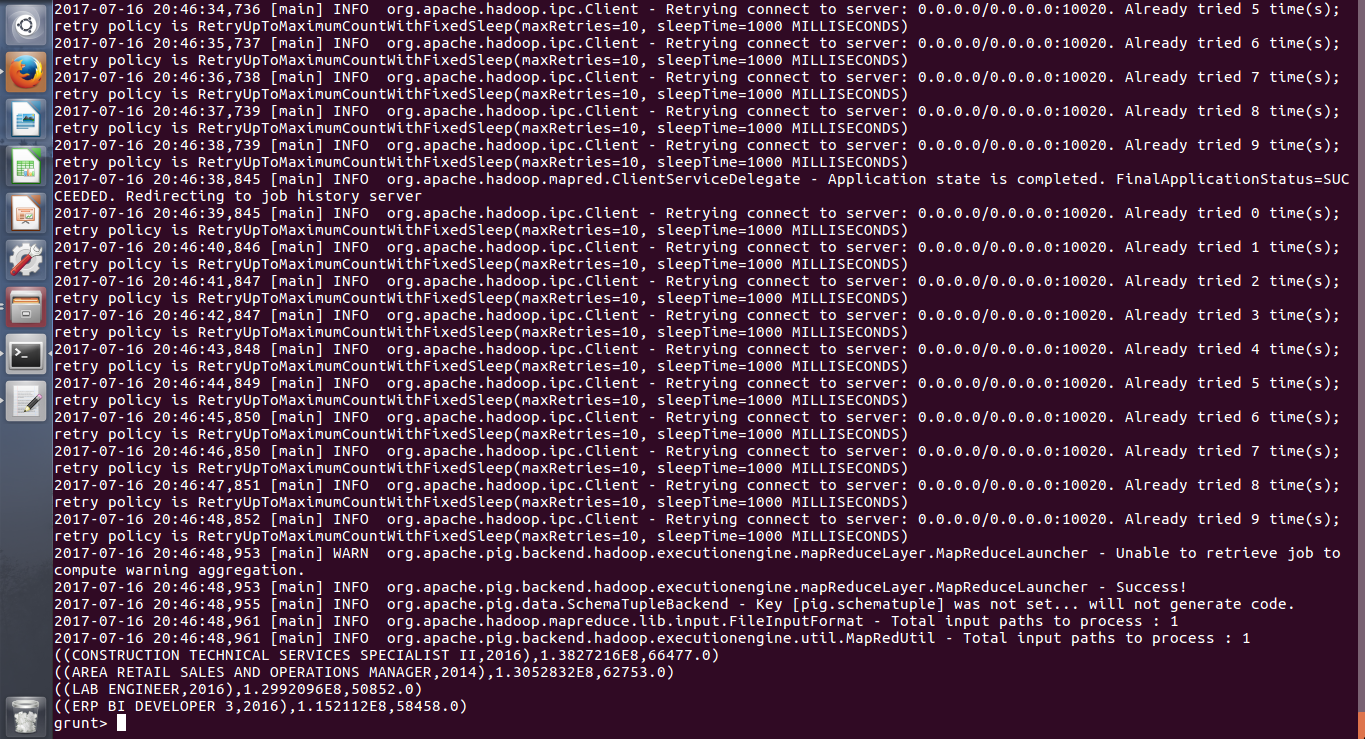 2017-07-16 20:46:34,736 [main] INFO  org.apache.hadoop.ipc.Client - Retrying connect to server: 0.0.0.0/0.0.0.0:10020. Already tried 5 time(s);
retry policy is RetryUpToMaximumCountWithFixedSleep(maxRetries=10, sleepTime=1000 MILLISECONDS)
2017-07-16 20:46:35,737 [main] INFO  org.apache.hadoop.ipc.Client - Retrying connect to server: 0.0.0.0/0.0.0.0:10020. Already tried 6 time(s);
retry policy is RetryUpToMaximumCountWithFixedSleep(maxRetries=10, sleepTime=1000 MILLISECONDS)
2017-07-16 20:46:36,738 [main] INFO  org.apache.hadoop.ipc.Client - Retrying connect to server: 0.0.0.0/0.0.0.0:10020. Already tried 7 time(s);
retry policy is RetryUpToMaximumCountWithFixedSleep(maxRetries=10, sleepTime=1000 MILLISECONDS)
2017-07-16 20:46:37,739 [main] INFO  org.apache.hadoop.ipc.Client - Retrying connect to server: 0.0.0.0/0.0.0.0:10020. Already tried 8 time(s);
retry policy is RetryUpToMaximumCountWithFixedSleep(maxRetries=10, sleepTime=1000 MILLISECONDS)
2017-07-16 20:46:38,739 [main] INFO  org.apache.hadoop.ipc.Client - Retrying connect to server: 0.0.0.0/0.0.0.0:10020. Already tried 9 time(s);
retry policy is RetryUpToMaximumCountWithFixedSleep(maxRetries=10, sleepTime=1000 MILLISECONDS)
2017-07-16 20:46:38,845 [main] INFO  org.apache.hadoop.mapred.ClientServiceDelegate - Application state is completed. FinalApplicationStatus=SUC
CEEDED. Redirecting to job history server
2017-07-16 20:46:39,845 [main] INFO  org.apache.hadoop.ipc.Client - Retrying connect to server: 0.0.0.0/0.0.0.0:10020. Already tried 0 time(s);
retry policy is RetryUpToMaximumCountWithFixedSleep(maxRetries=10, sleepTime=1000 MILLISECONDS)
2017-07-16 20:46:40,846 [main] INFO  org.apache.hadoop.ipc.Client - Retrying connect to server: 0.0.0.0/0.0.0.0:10020. Already tried 1 time(s);
retry policy is RetryUpToMaximumCountWithFixedSleep(maxRetries=10, sleepTime=1000 MILLISECONDS)
2017-07-16 20:46:41,847 [main] INFO  org.apache.hadoop.ipc.Client - Retrying connect to server: 0.0.0.0/0.0.0.0:10020. Already tried 2 time(s);
retry policy is RetryUpToMaximumCountWithFixedSleep(maxRetries=10, sleepTime=1000 MILLISECONDS)
2017-07-16 20:46:42,847 [main] INFO  org.apache.hadoop.ipc.Client - Retrying connect to server: 0.0.0.0/0.0.0.0:10020. Already tried 3 time(s);
retry policy is RetryUpToMaximumCountWithFixedSleep(maxRetries=10, sleepTime=1000 MILLISECONDS)
2017-07-16 20:46:43,848 [main] INFO  org.apache.hadoop.ipc.Client - Retrying connect to server: 0.0.0.0/0.0.0.0:10020. Already tried 4 time(s);
retry policy is RetryUpToMaximumCountWithFixedSleep(maxRetries=10, sleepTime=1000 MILLISECONDS)
2017-07-16 20:46:44,849 [main] INFO  org.apache.hadoop.ipc.Client - Retrying connect to server: 0.0.0.0/0.0.0.0:10020. Already tried 5 time(s);
retry policy is RetryUpToMaximumCountWithFixedSleep(maxRetries=10, sleepTime=1000 MILLISECONDS)
2017-07-16 20:46:45,850 [main] INFO  org.apache.hadoop.ipc.Client - Retrying connect to server: 0.0.0.0/0.0.0.0:10020. Already tried 6 time(s);
retry policy is RetryUpToMaximumCountWithFixedSleep(maxRetries=10, sleepTime=1000 MILLISECONDS)
2017-07-16 20:46:46,850 [main] INFO  org.apache.hadoop.ipc.Client - Retrying connect to server: 0.0.0.0/0.0.0.0:10020. Already tried 7 time(s);
retry policy is RetryUpToMaximumCountWithFixedSleep(maxRetries=10, sleepTime=1000 MILLISECONDS)
2017-07-16 20:46:47,851 [main] INFO  org.apache.hadoop.ipc.Client - Retrying connect to server: 0.0.0.0/0.0.0.0:10020. Already tried 8 time(s);
retry policy is RetryUpToMaximumCountWithFixedSleep(maxRetries=10, sleepTime=1000 MILLISECONDS)
2017-07-16 20:46:48,852 [main] INFO  org.apache.hadoop.ipc.Client - Retrying connect to server: 0.0.0.0/0.0.0.0:10020. Already tried 9 time(s);
retry policy is RetryUpToMaximumCountWithFixedSleep(maxRetries=10, sleepTime=1000 MILLISECONDS)
2017-07-16 20:46:48,953 [main] WARN  org.apache.pig.backend.hadoop.executionengine.mapReduceLayer.MapReduceLauncher - Unable to retrieve job to
compute warning aggregation.
2017-07-16 20:46:48,953 [main] INFO  org.apache.pig.backend.hadoop.executionengine.mapReduceLayer.MapReduceLauncher - Success!
2017-07-16 20:46:48,955 [main] INFO  org.apache.pig.data.SchemaTupleBackend - Key [pig.schematuple] was not set... will not generate code.
2017-07-16 20:46:48,961 [main] INFO  org.apache.hadoop.mapreduce.lib.input.FileInputFormat - Total input paths to process : 1
2017-07-16 20:46:48,961 [main] INFO  org.apache.pig.backend.hadoop.executionengine.util.MapRedUtil - Total input paths to process : 1
((CONSTRUCTION TECHNICAL SERVICES SPECIALIST II,2016),1.3827216E8,66477.0)
((AREA RETAIL SALES AND OPERATIONS MANAGER,2014),1.3052832E8,62753.0)
((LAB ENGINEER,2016),1.2992096E8,50852.0)
((ERP BI DEVELOPER 3,2016),1.152112E8,58458.0)
grunt>